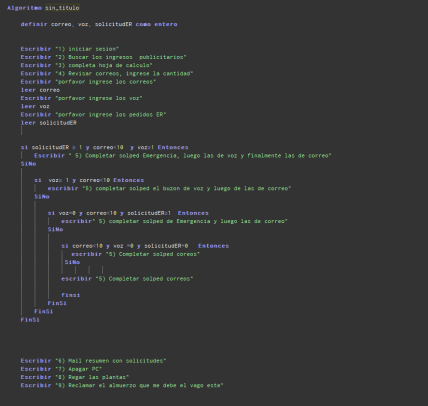 Algoritmo sin_titulo
definir correo, voz, solicitudER como entero
Escribir "1) iniciar sesion"
Escribir "2) Buscar los ingresos publicitarios"
Escribir "3) completa hoja de calculo"
Escribir "4) Revisar correos, ingrese la cantidad"
Escribir "porfavor ingrese los correos"
leer correo
Escribir "porfavor ingrese los voz"
leer voz
Escribir "porfavor ingrese los pedidos ER"
leer solicitudER
si solicitudER ≥ 1 y correo<10 y voz≥1 Entonces
Escribir " 5) Completar solped Emergencia, luego las de voz y finalmente las de correo"
SiNo
si voz≥ 1 y correo<10 Entonces
escribir "5) completar solped el buzon de voz y luego de las de correo"
SiNo
si voz=0 y correo<10 y solicitudER≥1 Entonces
escribir" 5) completar solped de Emergencia y luego las de correo"
SiNo
si correo<10 y voz =0 y solicitudER=0 Entonces
escribir "5) Completar solped correos"
SiNo
escribir "5) Completar solped correo"
finsi
FinSi
FinSi
FinSi
Escribir "6) Mail resumen con solicitudes"
Escribir "7) Apagar PC"
Escribir "8) Regar las plantas"
Escribir "9) Reclamar el almuerzo que me debe el vago este"